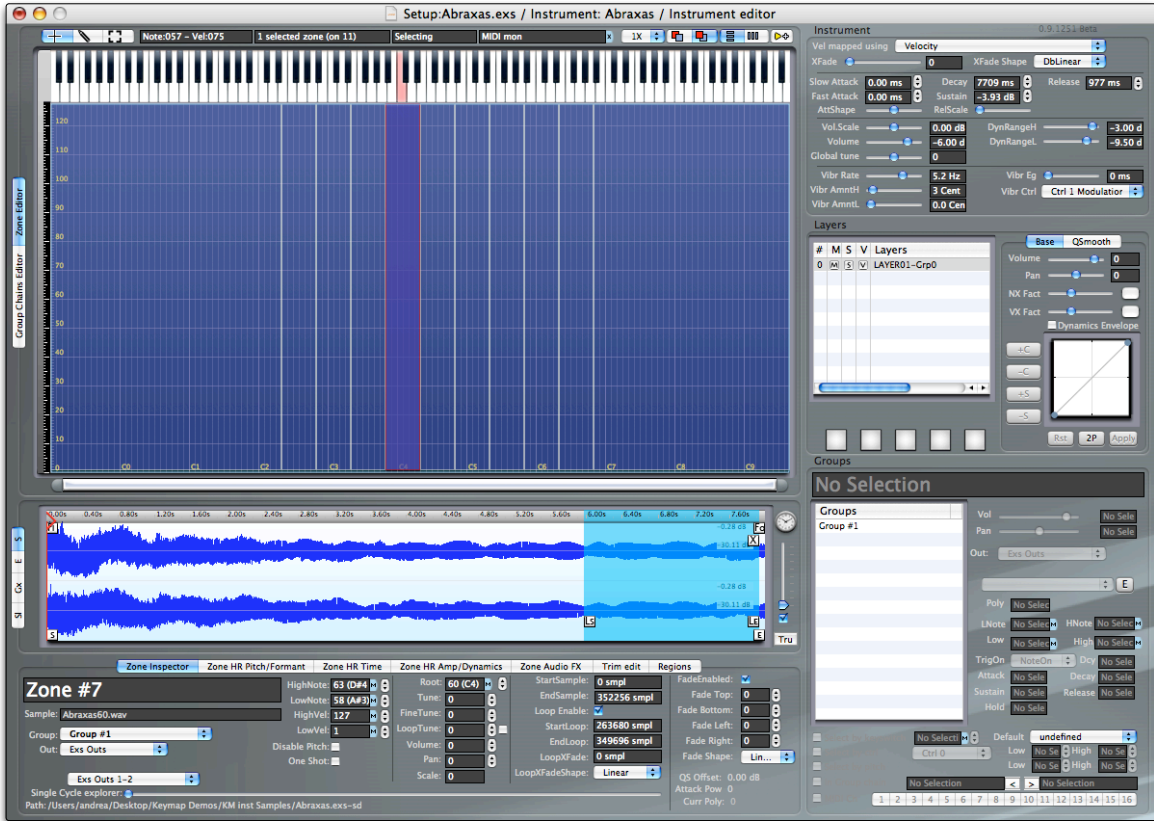 Setup:Abraxas.exs / Instrument: Abraxas / Instrument editor
Note:057 - Vel:075
1 selected zone (on 11)
Selecting
MIDI mon
x
1X
Group Chains Editor
Zone Editor
120
110
100
90
80
70
60
50
40
30
20
10
0
C0 C1 C2 C3 C4 C5 C6 C7 C8 C9
S
E
Gx
SI
0.00s 0.40s 0.80s 1.20s 1.60s 2.00s 2.40s 2.80s 3.20s 3.60s 4.00s 4.40s 4.80s 5.20s 5.60s 6.00s 6.40s 6.80s 7.20s 7.60s
-0.28 dB
-30.11 dB
X
-0.28 dB
-30.11 dB
Ls
S
E
Tru
Zone Inspector
Zone HR Pitch/Formant
Zone HR Time
Zone HR Amp/Dynamics
Zone Audio FX
Trim edit
Regions
Zone #7
Sample: Abraxas60.wav
Group: Group #1
Out: Exs Outs
Exs Outs 1-2
Single Cycle explorer:
Path: /Users/andrea/Desktop/Keymap Demos/KM inst Samples/Abraxas.exs-sd
HighNote: 63 (D#4 M
LowNote: 58 (A#3) M
HighVel: 127 M
LowVel: 1 M
Disable Pitch:
One Shot:
Root: 60 (C4) M
Tune: 0
FineTune: 0
LoopTune: 0
Volume: 0
Pan: 0
Scale: 0
StartSample: 0 smpl
EndSample: 352256 smpl
Loop Enable:
StartLoop: 263680 smpl
EndLoop: 349696 smpl
LoopXFade: 0 smpl
LoopXFadeShape: Linear
FadeEnabled:
Fade Top: 0
Fade Bottom: 0
Fade Left: 0
Fade Right: 0
Fade Shape: Lin...
QS Offset: 0.00 dB
Attack Pow 0
Curr Poly: 0
Instrument
0.9.1251 Beta
Vel mapped using Velocity
XFade 0
XFade Shape DbLinear
Slow Attack 0.00 ms
Decay 7709 ms
Release 977 ms
Fast Attack 0.00 ms
Sustain -3.93 dB
AttShape
RelScale
Vol.Scale 0.00 dB
DynRangeH -3.00 d
Volume -6.00 d
DynRangeL -9.50 d
Global tune 0
Vibr Rate 5.2 Hz
Vibr Eg 0 ms
Vibr AmntH 3 Cent
Vibr Ctrl Ctrl 1 Modulation
Vibr AmntL 0.0 Cen
Layers
# M S V Layers
0 M S V LAYER01-Grp0
Base
QSmooth
Volume 0
Pan 0
NX Fact
VX Fact
Dynamics Envelope
+C
-C
+S
-S
Rst
2P
Apply
Groups
No Selection
Groups
Group #1
Vol No Sele
Pan No Sele
Out: Exs Outs
E
Poly No Selec
LNote No Selec M
HNote No Selec M
Low No Selec M
High No Selec M
TrigOn NoteOn
Dcy No Sele
Attack No Sele
Decay No Sele
Sustain No Sele
Release No Sele
Hold No Sele
No Selecti M
Default undefined
Ctrl 0
Low No Se High No Se
Low No Se High No Se
No Selection < > No Selection
1 2 3 4 5 6 7 8 9 10 11 12 13 14 15 16